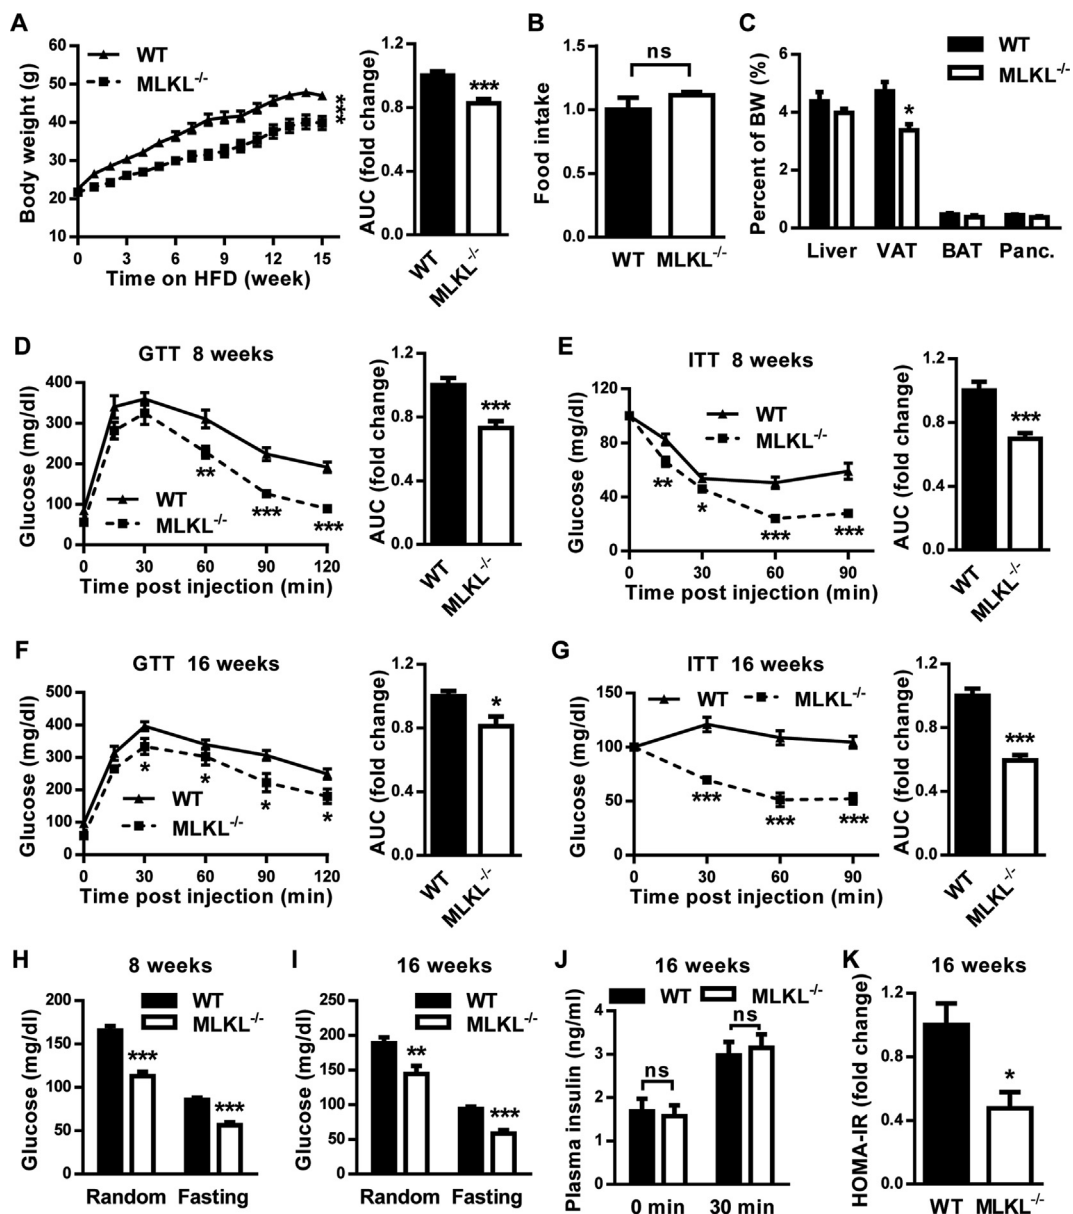 A
WT
MLKL-/-
Body weight (g)
60
50
40
30
20
10
0 3 6 9 12 15
Time on HFD (week)
***
***
AUC (fold change)
1.2
0.8
0.4
0.0
***
WT
MLKL-/-
B
Food intake
1.5
1.0
0.5
0.0
ns
WT MLKL-/-
C
WT
MLKL-/-
Percent of BW (%)
6
4
2
0
*
Liver VAT BAT Panc.
D
GTT 8 weeks
Glucose (mg/dl)
400
300
200
100
0
WT
MLKL-/-
**
***
***
0 30 60 90 120
Time post injection (min)
AUC (fold change)
1.2
0.8
0.4
0.0
***
WT
MLKL-/-
E
ITT 8 weeks
Glucose (mg/dl)
120
80
40
0
WT
MLKL-/-
**
*
***
***
0 30 60 90
Time post injection (min)
AUC (fold change)
1.2
0.8
0.4
0.0
***
WT
MLKL-/-
F
GTT 16 weeks
Glucose (mg/dl)
500
400
300
200
100
0
WT
MLKL-/-
*
*
*
*
0 30 60 90 120
Time post injection (min)
AUC (fold change)
1.2
0.8
0.4
0.0
*
WT
MLKL-/-
G
ITT 16 weeks
WT MLKL-/-
Glucose (mg/dl)
150
100
50
0
***
***
***
0 30 60 90
Time post injection (min)
AUC (fold change)
1.2
0.8
0.4
0.0
***
WT
MLKL-/-
H
8 weeks
WT
MLKL-/-
Glucose (mg/dl)
200
150
100
50
0
***
***
Random Fasting
I
16 weeks
WT
MLKL-/-
Glucose (mg/dl)
250
200
150
100
50
0
**
***
Random Fasting
J
16 weeks
WT MLKL-/-
Plasma insulin (ng/ml)
4
3
2
1
0
ns
ns
0 min 30 min
K
16 weeks
HOMA-IR (fold change)
1.2
0.8
0.4
0.0
*
WT MLKL-/-